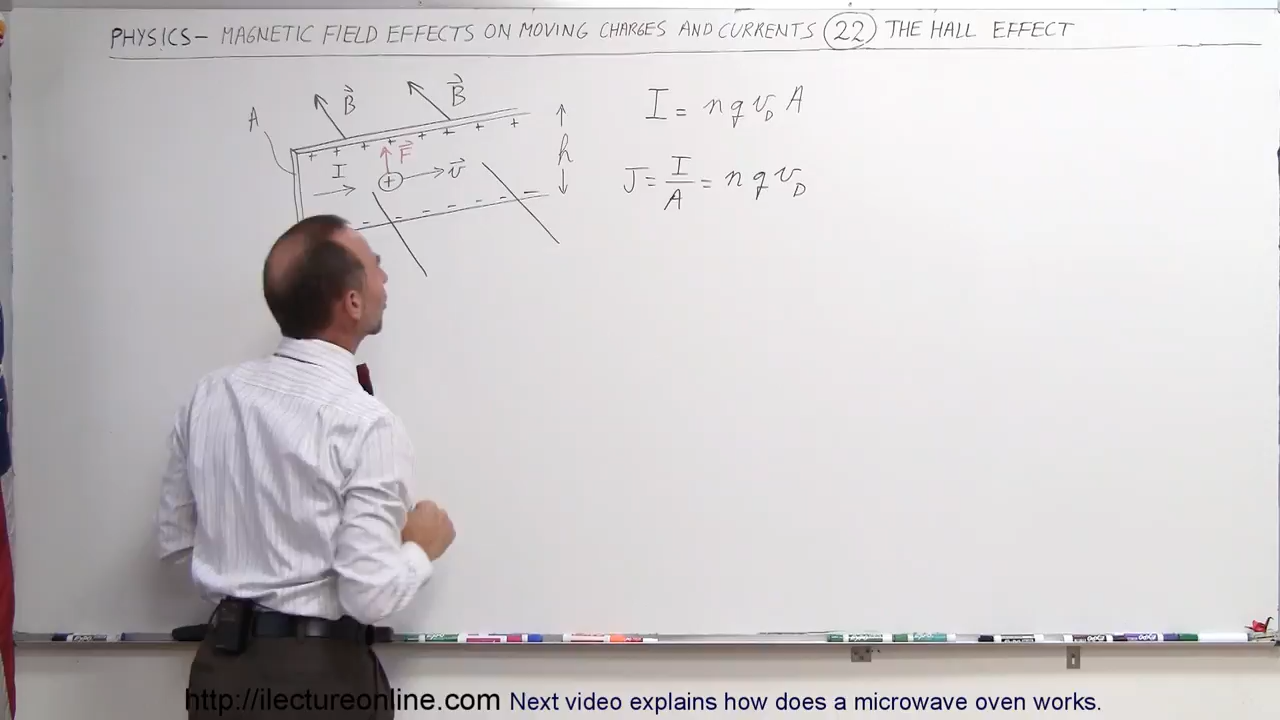 PHYSICS- MAGNETIC FIELD EFFECTS ON MOVING CHARGES AND CURRENTS 22 THE HALL EFFECT
B⃗ B⃗
A
I = n q v_D A
+ + + + + + +
I F⃗
+ v⃗
h
J = I/A = n q v_D
- - - - - -
http://ilectureonline.com Next video explains how does a microwave oven works.